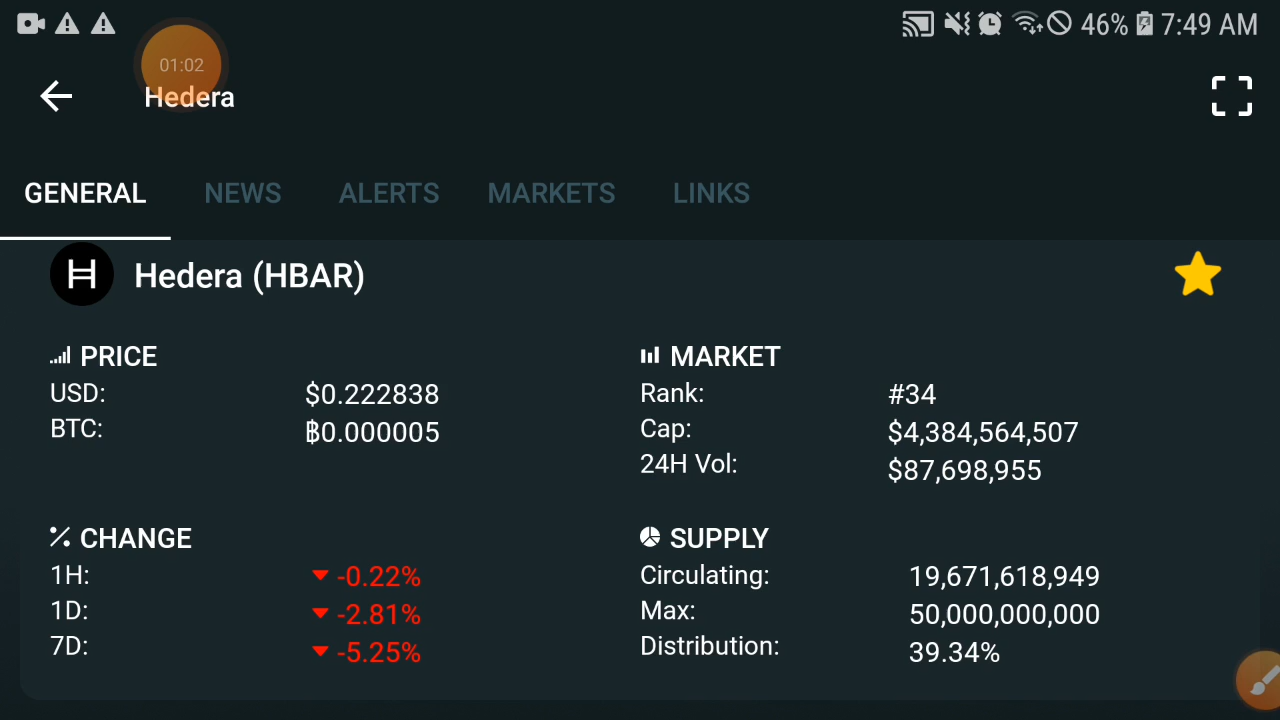 46% 7:49 AM
01:02
Hedera
GENERAL NEWS ALERTS MARKETS LINKS
H Hedera (HBAR)
PRICE
USD: $0.222838
BTC: ฿0.000005
MARKET
Rank: #34
Cap: $4,384,564,507
24H Vol: $87,698,955
CHANGE
1H: -0.22%
1D: -2.81%
7D: -5.25%
SUPPLY
Circulating: 19,671,618,949
Max: 50,000,000,000
Distribution: 39.34%